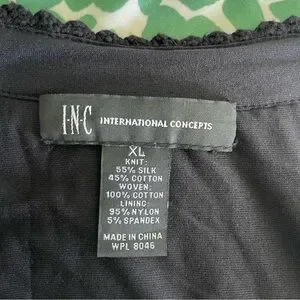 I·N·C INTERNATIONAL CONCEPTS
XL
KNIT:
55% SILK
45% COTTON
WOVEN:
100% COTTON
LINING:
95% NYLON
5% SPANDEX
MADE IN CHINA
WPL 8046